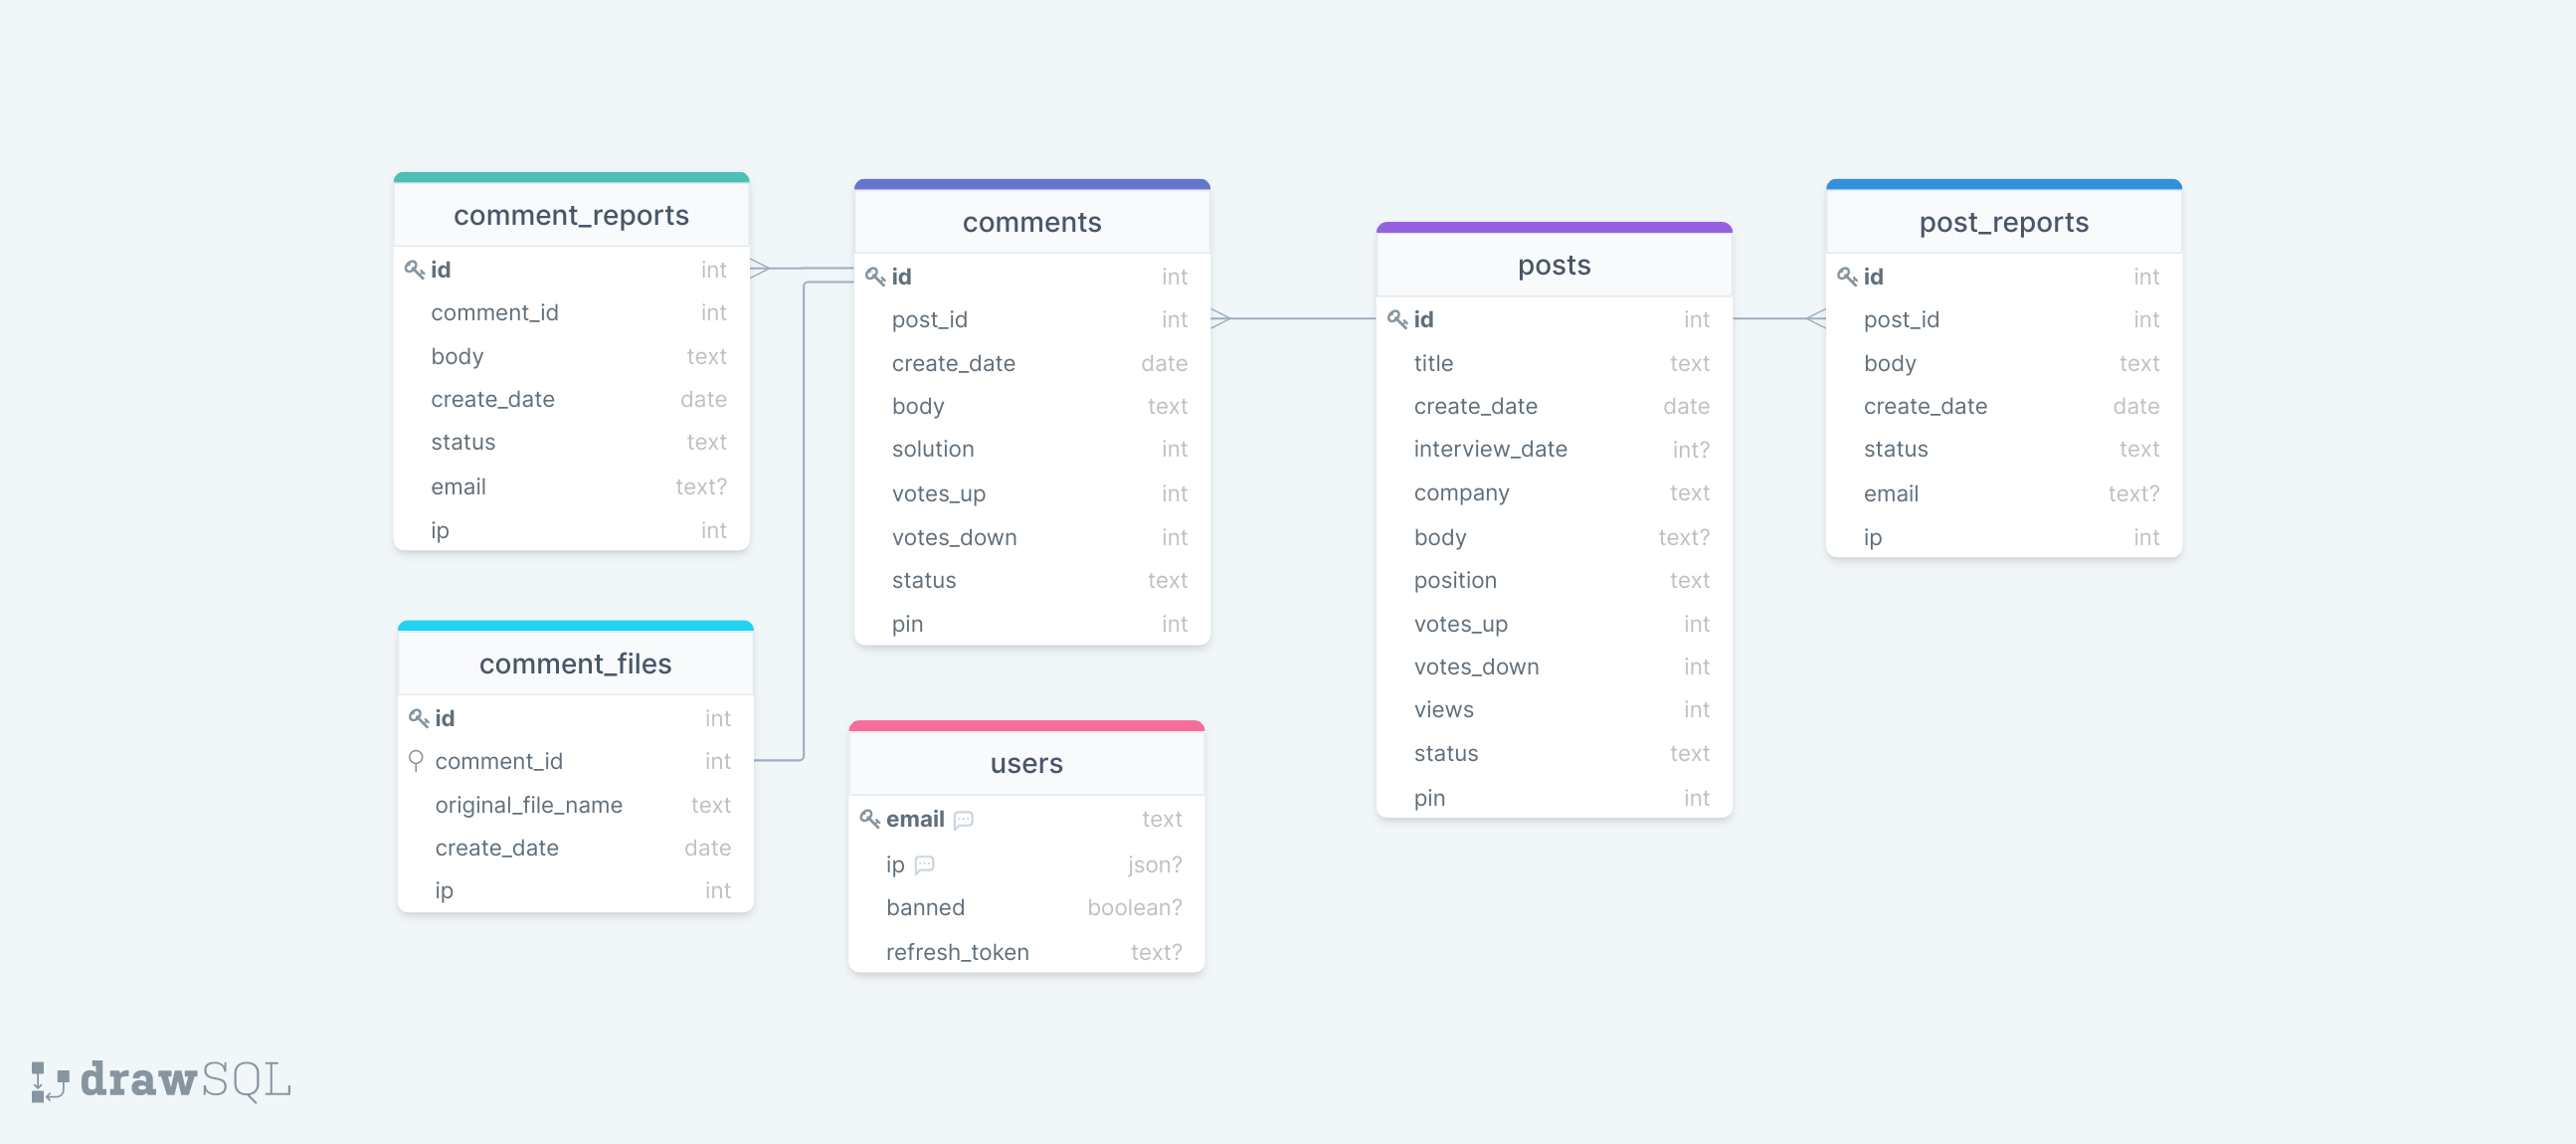 comment_reports
id int
comment_id int
body text
create_date date
status text
email text?
ip int
comments
id int
post_id int
create_date date
body text
solution int
votes_up int
votes_down int
status text
pin int
posts
id int
title text
create_date date
interview_date int?
company text
body text?
position text
votes_up int
votes_down int
views int
status text
pin int
post_reports
id int
post_id int
body text
create_date date
status text
email text?
ip int
comment_files
id int
comment_id int
original_file_name text
create_date date
ip int
users
email text
ip json?
banned boolean?
refresh_token text?
drawSQL